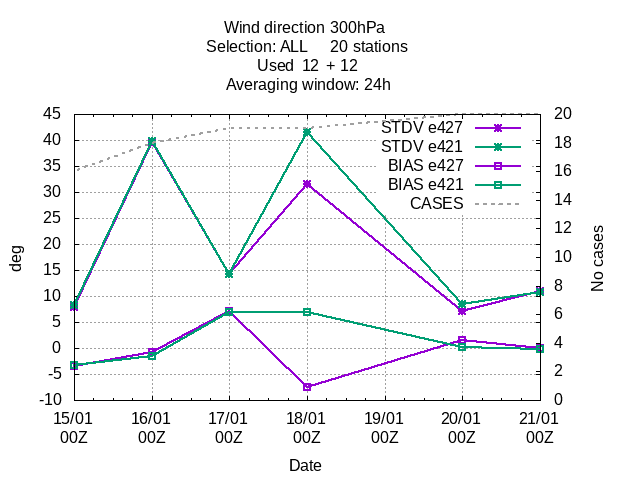 Wind direction 300hPa
Selection: ALL 20 stations
Used 12 + 12
Averaging window: 24h
STDV e427
STDV e421
BIAS e427
BIAS e421
CASES
45
40
35
30
25
20
15
10
5
0
-5
-10
deg
20
18
16
14
12
10
8
6
4
2
0
No cases
15/01 16/01 17/01 18/01 19/01 20/01 21/01
00Z 00Z 00Z 00Z 00Z 00Z 00Z
Date